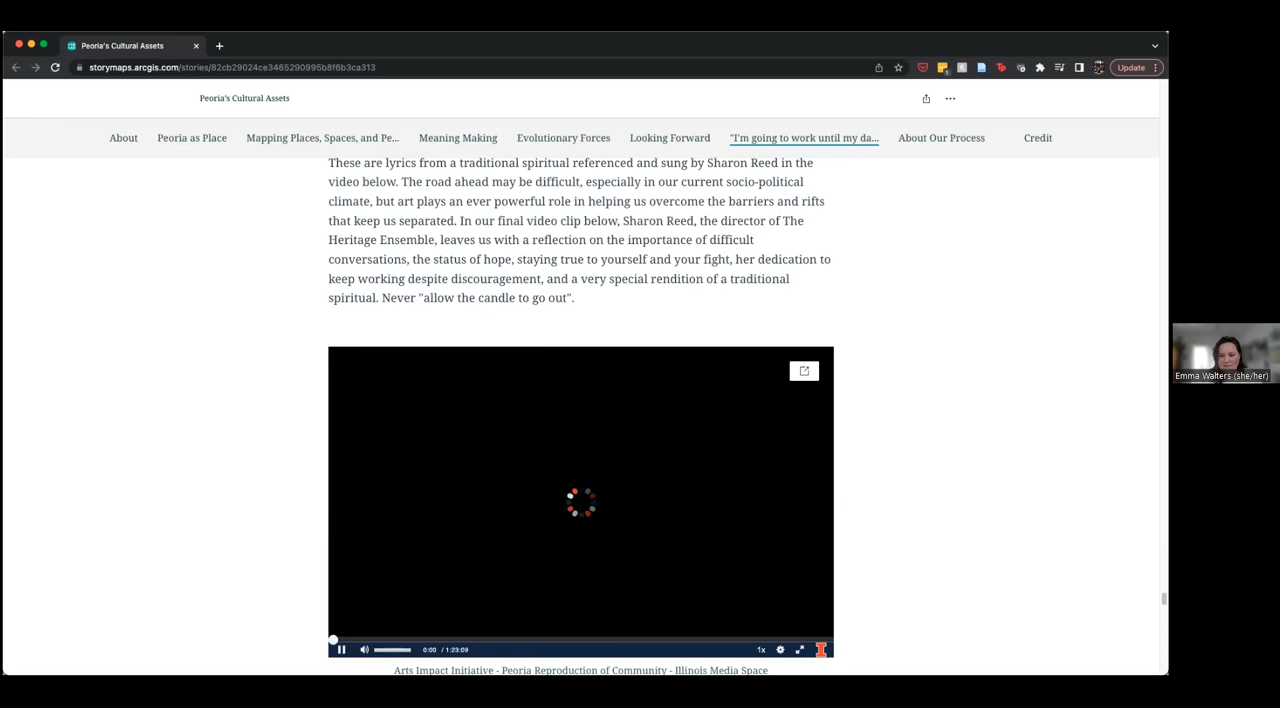 Peoria's Cultural Assets
storymaps.arcgis.com/stories/82cb29024ce3465290995b8f6b3ca313
Update
Peoria's Cultural Assets
About
Peoria as Place
Mapping Places, Spaces, and Pe...
Meaning Making
Evolutionary Forces
Looking Forward
"I'm going to work until my da...
About Our Process
Credit
These are lyrics from a traditional spiritual referenced and sung by Sharon Reed in the
video below. The road ahead may be difficult, especially in our current socio-political
climate, but art plays an ever powerful role in helping us overcome the barriers and rifts
that keep us separated. In our final video clip below, Sharon Reed, the director of The
Heritage Ensemble, leaves us with a reflection on the importance of difficult
conversations, the status of hope, staying true to yourself and your fight, her dedication to
keep working despite discouragement, and a very special rendition of a traditional
spiritual. Never "allow the candle to go out".
Emma Walters (she/her)
0:00 / 1:23:09
1x
I
Arts Impact Initiative - Peoria Reproduction of Community - Illinois Media Space